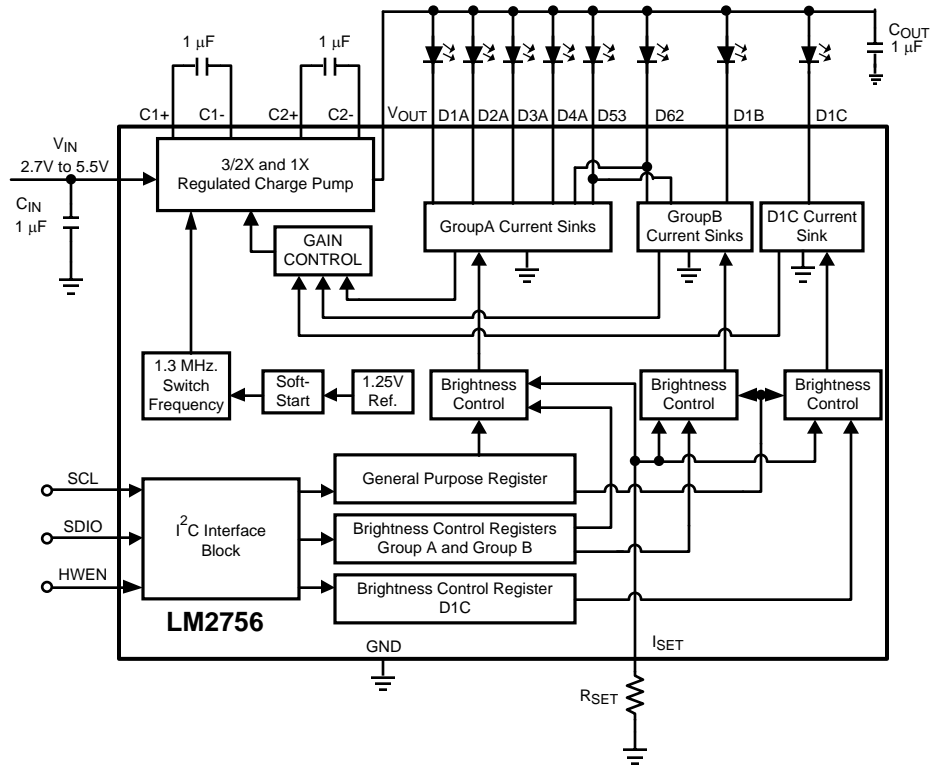 1 µF
1 µF
COUT
1 µF
C1+
C1-
C2+
C2-
VOUT
D1A
D2A
D3A
D4A
D53
D62
D1B
D1C
VIN
2.7V to 5.5V
CIN
1 µF
3/2X and 1X
Regulated Charge Pump
GAIN
CONTROL
GroupA Current Sinks
GroupB
Current Sinks
D1C Current
Sink
1.3 MHz.
Switch
Frequency
Soft-
Start
1.25V
Ref.
Brightness
Control
Brightness
Control
Brightness
Control
SCL
SDIO
HWEN
I2C Interface
Block
General Purpose Register
Brightness Control Registers
Group A and Group B
Brightness Control Register
D1C
LM2756
GND
ISET
RSET